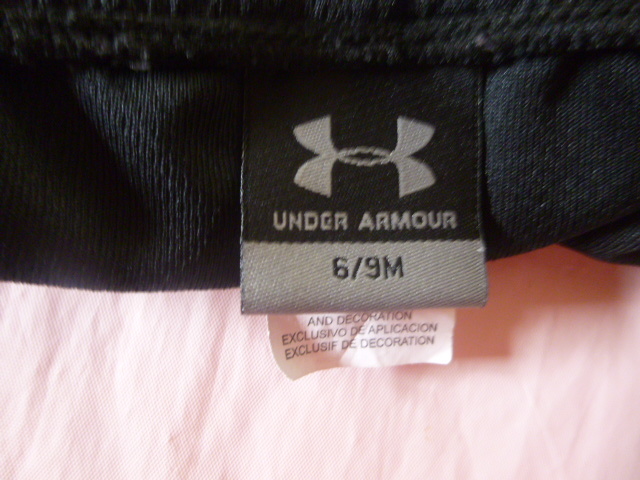 UNDER ARMOUR
6/9M
AND DECORATION
EXCLUSIVO DE APLICACION
EXCLUSIF DE DECORATION